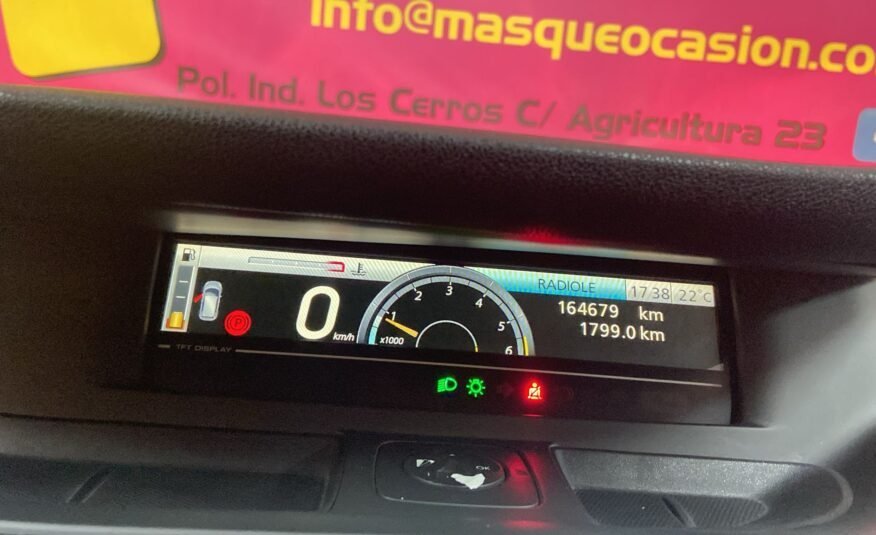 info@masqueocasion.co
Pol. Ind. Los Cerros C/ Agricultura 23
RADIOLE 17:38 22°C
164679 km
1799.0 km
0 km/h
1 2 3 4 5 6
x1000
P
TFT DISPLAY
OK